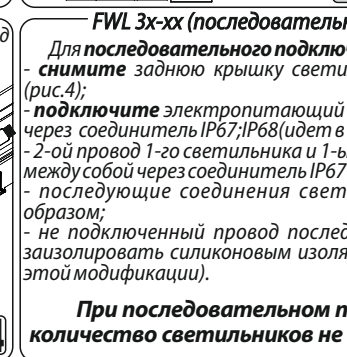 FWL 3х-хх (последователь
Для последовательного подклю
- снимите заднюю крышку свети
(рис.4);
- подключите электропитающий
через соединитель IP67;IP68(идет в
- 2-ой провод 1-го светильника и 1-ы
между собой через соединитель IP67
- последующие соединения свет
образом;
- не подключенный провод послед
заизолировать силиконовым изоля
этой модификации).
При последовательном п
количество светильников не